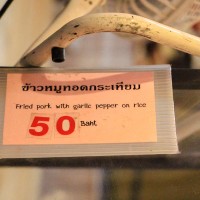 ข้าวหมูทอดกระเทียม
Fried pork with garlic pepper on rice
50 Baht